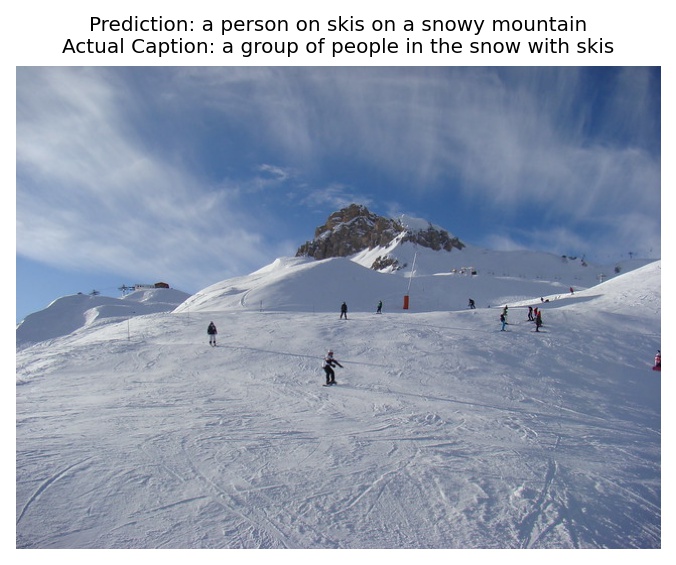 Prediction: a person on skis on a snowy mountain
Actual Caption: a group of people in the snow with skis